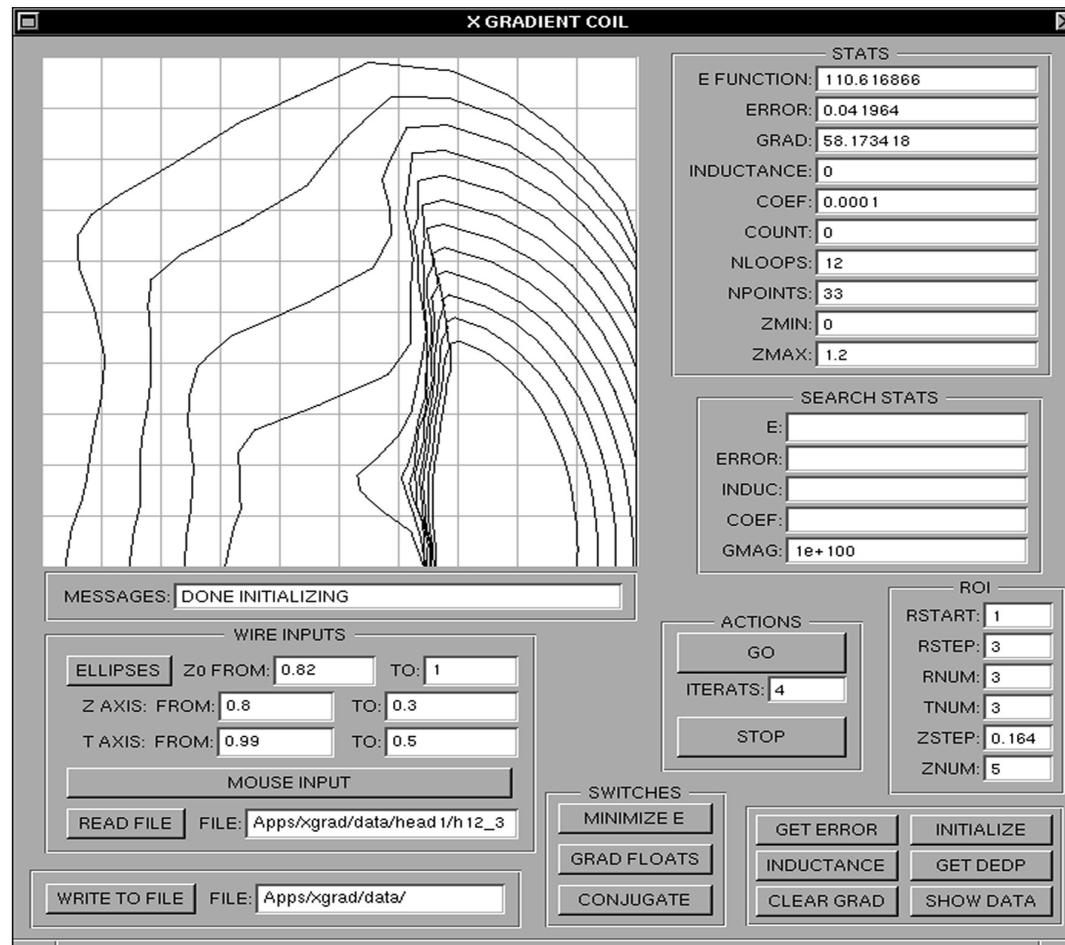 X GRADIENT COIL
STATS
E FUNCTION: 110.616866
ERROR: 0.041964
GRAD: 58.173418
INDUCTANCE: 0
COEF: 0.0001
COUNT: 0
NLOOPS: 12
NPOINTS: 33
ZMIN: 0
ZMAX: 1.2
SEARCH STATS
E:
ERROR:
INDUC:
COEF:
GMAG: 1e+100
MESSAGES: DONE INITIALIZING
WIRE INPUTS
ELLIPSES Z0 FROM: 0.82 TO: 1
Z AXIS: FROM: 0.8 TO: 0.3
T AXIS: FROM: 0.99 TO: 0.5
MOUSE INPUT
READ FILE FILE: Apps/xgrad/data/head1/h12_3
WRITE TO FILE FILE: Apps/xgrad/data/
ACTIONS
GO
ITERATS: 4
STOP
ROI
RSTART: 1
RSTEP: 3
RNUM: 3
TNUM: 3
ZSTEP: 0.164
ZNUM: 5
SWITCHES
MINIMIZE E
GRAD FLOATS
CONJUGATE
GET ERROR INITIALIZE
INDUCTANCE GET DEDP
CLEAR GRAD SHOW DATA